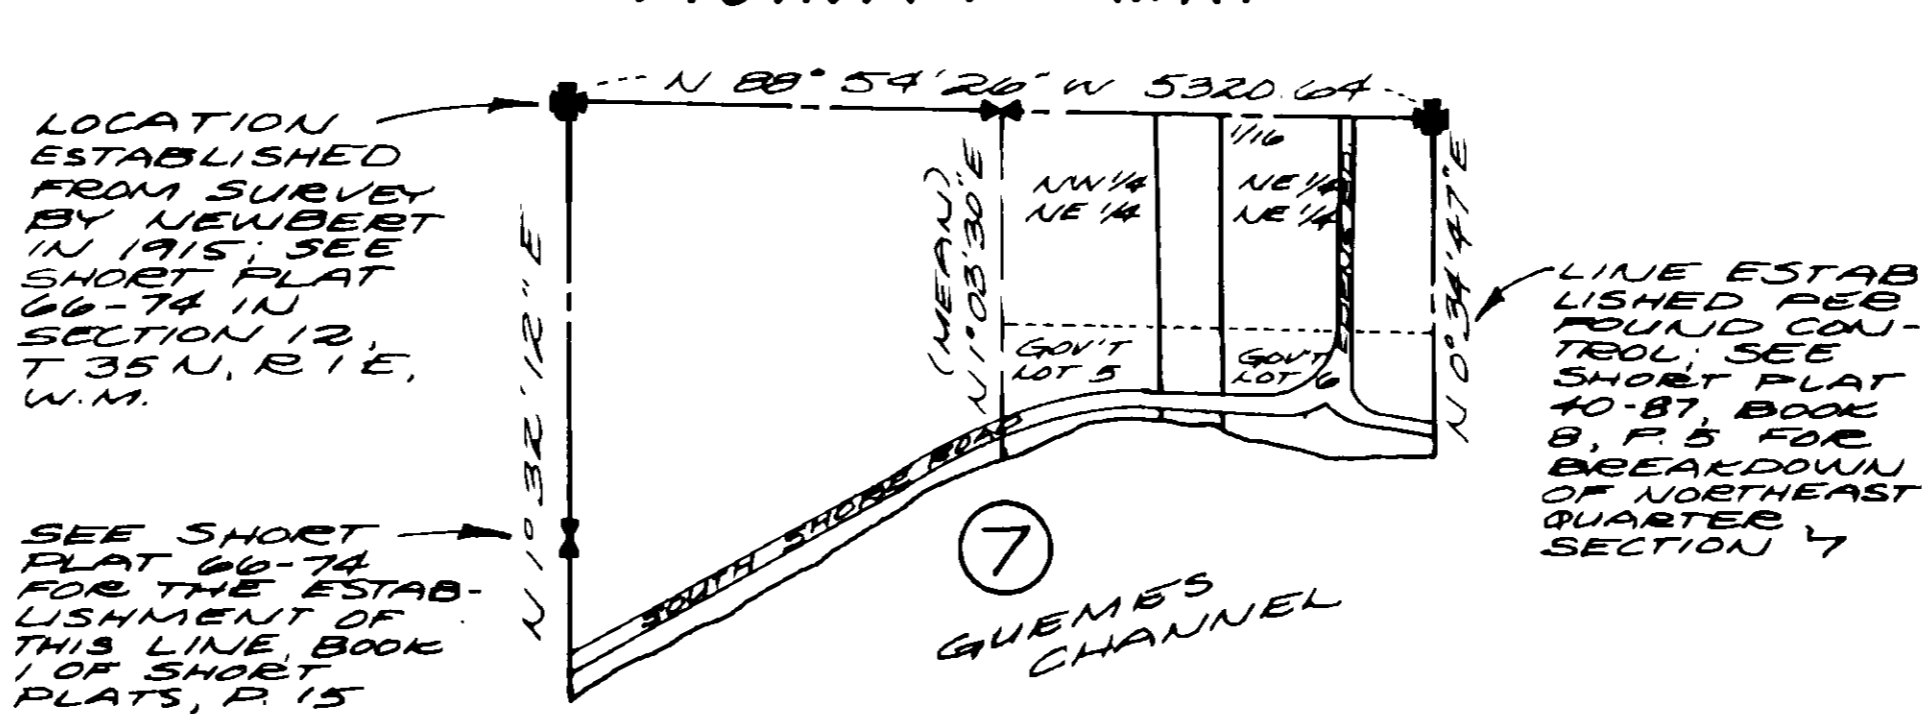 N 88° 54' 26" W 5320.64
LOCATION
ESTABLISHED
FROM SURVEY
BY NEWBERT
IN 1915; SEE
SHORT PLAT
66-74 IN
SECTION 12,
T 35 N, R 1 E,
W.M.
N 1° 32' 12" E
SEE SHORT
PLAT 66-74
FOR THE ESTAB-
LISHMENT OF
THIS LINE, BOOK
1 OF SHORT
PLATS, P. 15
(MEAN)
N 1° 03' 30" E
NW 1/4
NE 1/4
1/16
NE 1/4
NE 1/4
GOV'T
LOT 5
GOV'T
LOT 6
SOUTH SHORE ROAD
7
GUEMES
CHANNEL
N 0° 34' 47" E
LINE ESTAB
LISHED PER
FOUND CON-
TROL; SEE
SHORT PLAT
40-87, BOOK
8, P. 5 FOR
BREAKDOWN
OF NORTHEAST
QUARTER
SECTION 7